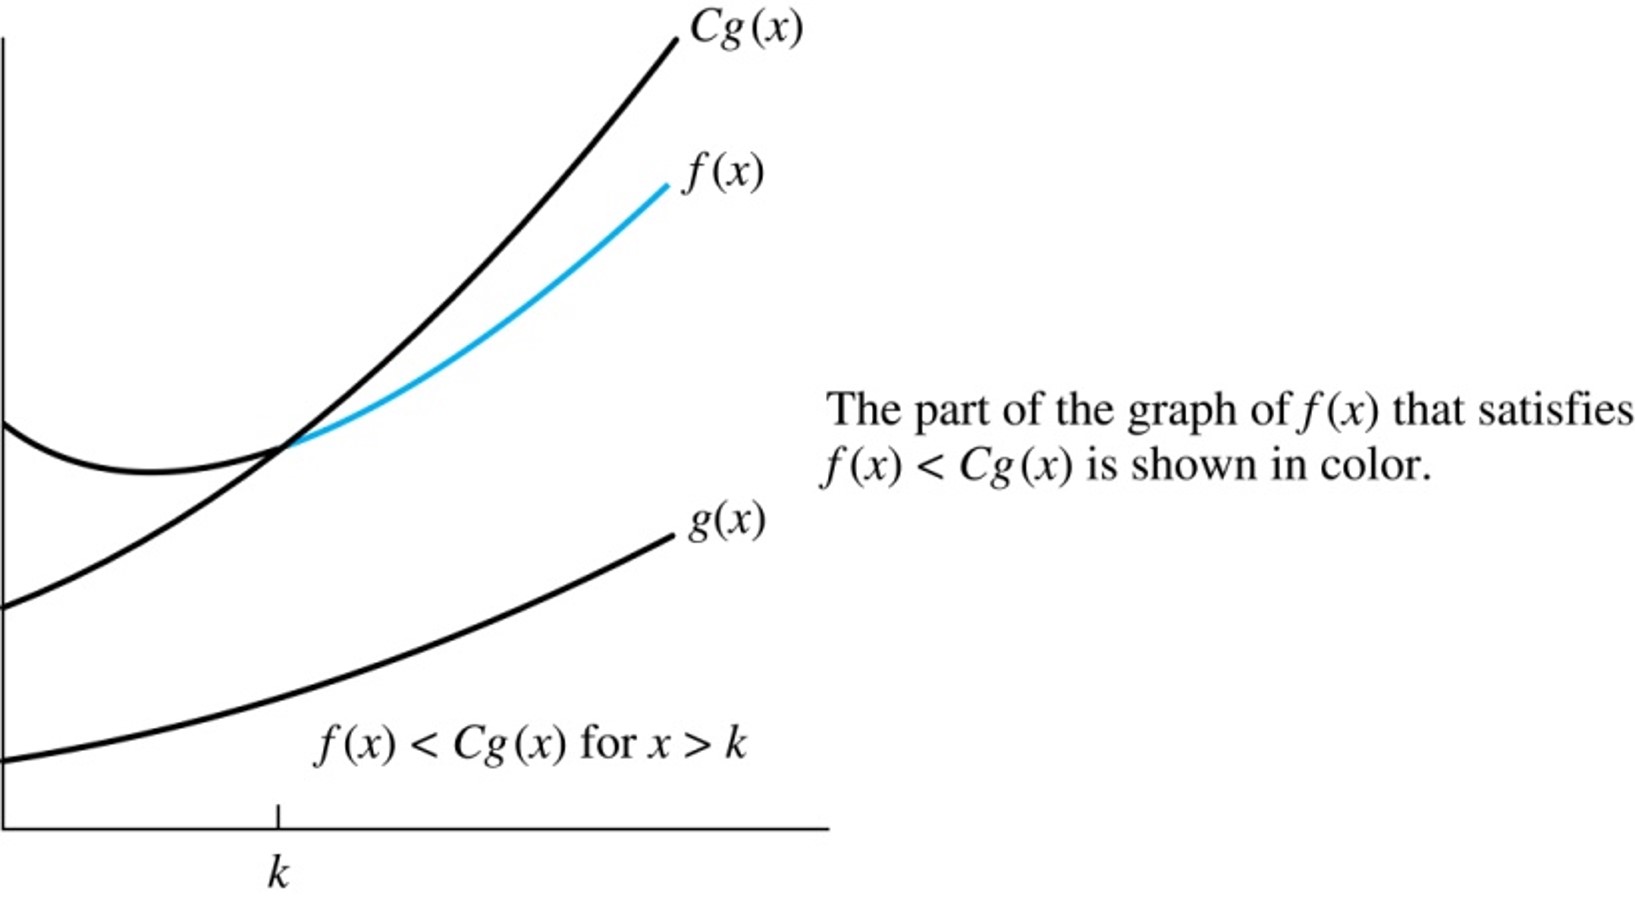 Cg(x)
f(x)
The part of the graph of f(x) that satisfies
f(x) < Cg(x) is shown in color.
g(x)
f(x) < Cg(x) for x > k
k